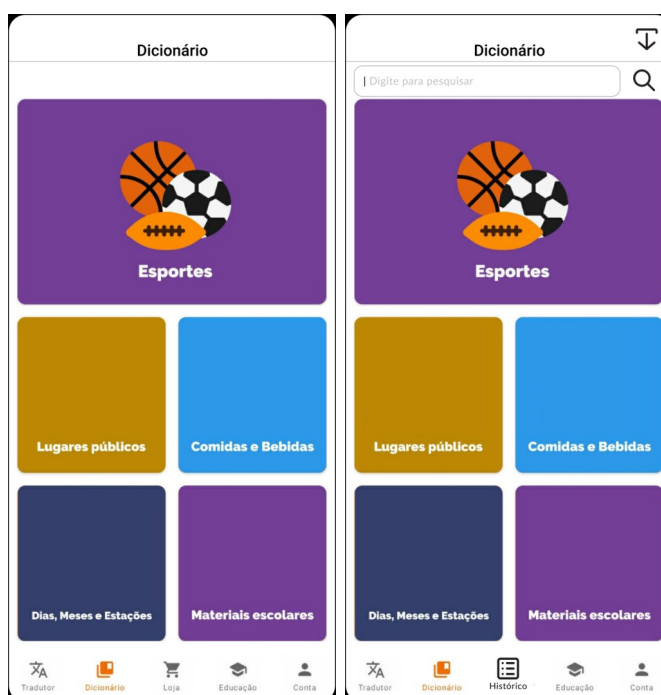 Dicionário
Esportes
Lugares públicos
Comidas e Bebidas
Dias, Meses e Estações
Materiais escolares
Tradutor
Dicionário
Loja
Educação
Conta
Dicionário
Digite para pesquisar
Esportes
Lugares públicos
Comidas e Bebidas
Dias, Meses e Estações
Materiais escolares
Tradutor
Dicionário
Histórico
Educação
Conta